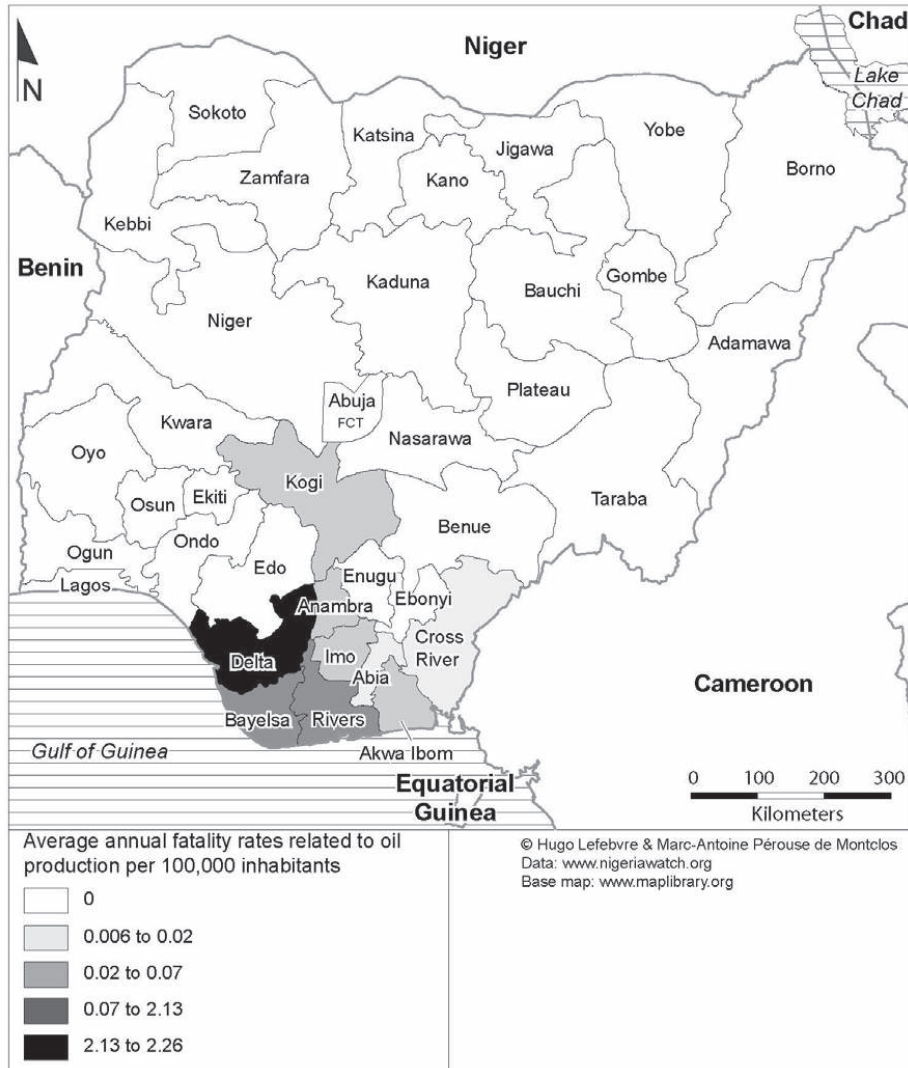 Chad
Niger
Lake
Chad
N
Sokoto
Katsina
Yobe
Jigawa
Borno
Zamfara
Kano
Kebbi
Benin
Kaduna
Gombe
Bauchi
Niger
Adamawa
Plateau
Abuja
FCT
Kwara
Nasarawa
Oyo
Kogi
Ekiti
Taraba
Osun
Benue
Ondo
Ogun
Edo
Enugu
Lagos
Anambra
Ebonyi
Cross
River
Imo
Delta
Abia
Cameroon
Bayelsa
Rivers
Gulf of Guinea
Akwa Ibom
Equatorial
Guinea
0 100 200 300
Kilometers
Average annual fatality rates related to oil
production per 100,000 inhabitants
0
0.006 to 0.02
0.02 to 0.07
0.07 to 2.13
2.13 to 2.26
© Hugo Lefebvre & Marc-Antoine Pérouse de Montclos
Data: www.nigeriawatch.org
Base map: www.maplibrary.org